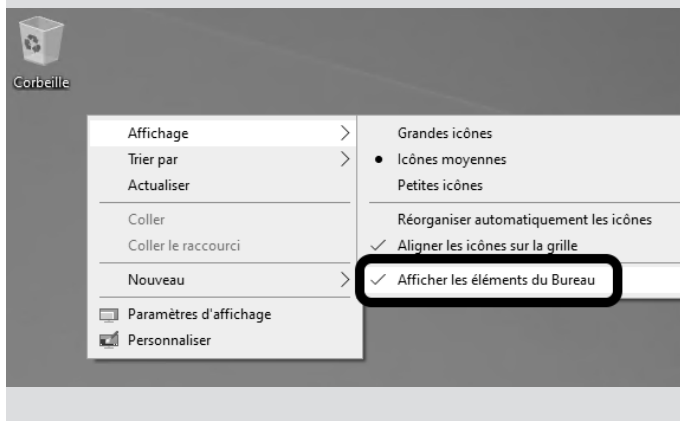 Corbeille
Affichage
Trier par
Actualiser
Coller
Coller le raccourci
Nouveau
Paramètres d'affichage
Personnaliser
Grandes icônes
Icônes moyennes
Petites icônes
Réorganiser automatiquement les icônes
Aligner les icônes sur la grille
Afficher les éléments du Bureau